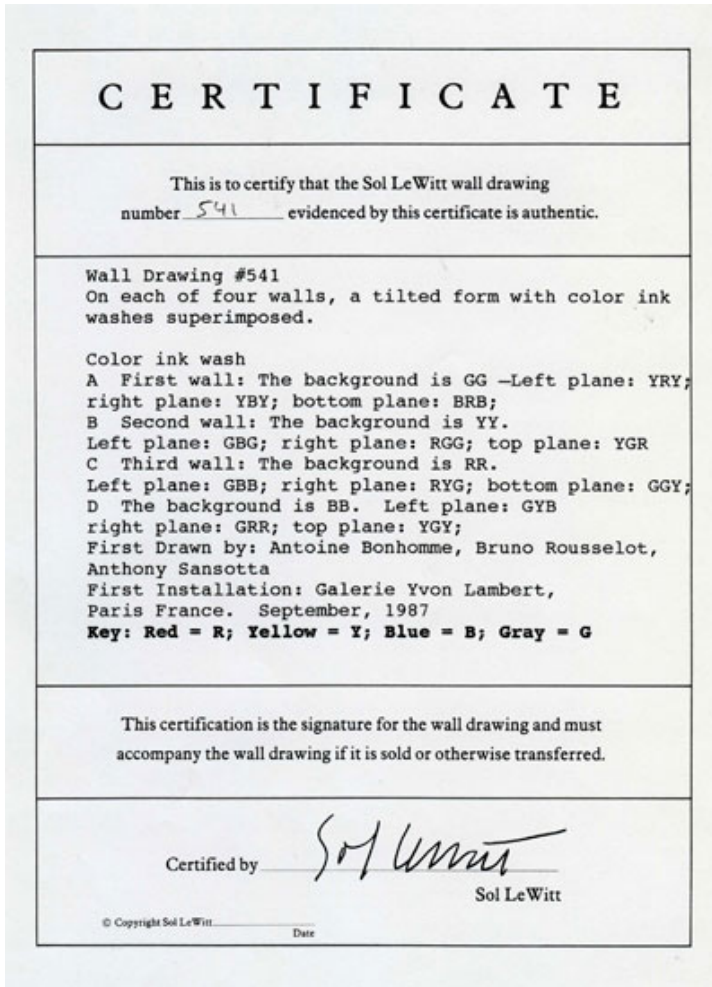 CERTIFICATE
This is to certify that the Sol LeWitt wall drawing
number 541 evidenced by this certificate is authentic.
Wall Drawing #541
On each of four walls, a tilted form with color ink
washes superimposed.
Color ink wash
A First wall: The background is GG —Left plane: YRY;
right plane: YBY; bottom plane: BRB;
B Second wall: The background is YY.
Left plane: GBG; right plane: RGG; top plane: YGR
C Third wall: The background is RR.
Left plane: GBB; right plane: RYG; bottom plane: GGY;
D The background is BB. Left plane: GYB
right plane: GRR; top plane: YGY;
First Drawn by: Antoine Bonhomme, Bruno Rousselot,
Anthony Sansotta
First Installation: Galerie Yvon Lambert,
Paris France. September, 1987
Key: Red = R; Yellow = Y; Blue = B; Gray = G
This certification is the signature for the wall drawing and must
accompany the wall drawing if it is sold or otherwise transferred.
Certified by Sol LeWitt
Sol LeWitt
© Copyright Sol LeWitt
Date